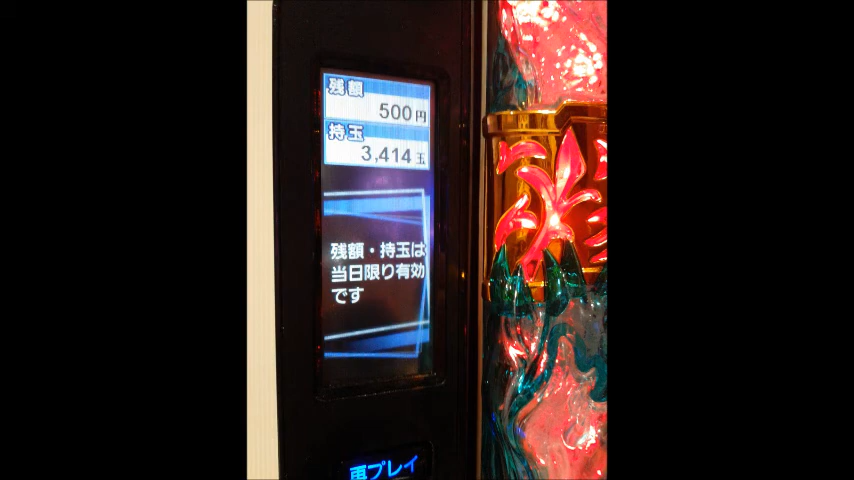 残額
500円
持玉
3,414玉
残額・持玉は
当日限り有効
です
再プレイ